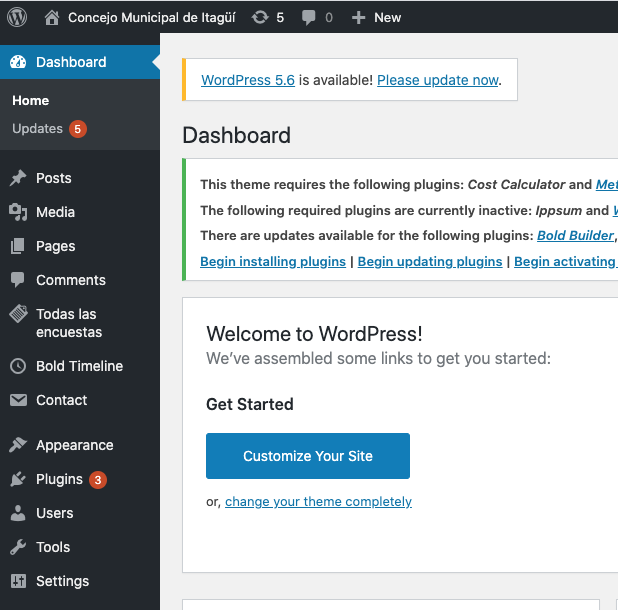 Concejo Municipal de Itagüí 5 0 New
Dashboard
Home
Updates 5
Posts
Media
Pages
Comments
Todas las
encuestas
Bold Timeline
Contact
Appearance
Plugins 3
Users
Tools
Settings
WordPress 5.6 is available! Please update now.
Dashboard
This theme requires the following plugins: Cost Calculator and Met
The following required plugins are currently inactive: Ippsum and
There are updates available for the following plugins: Bold Builder,
Begin installing plugins | Begin updating plugins | Begin activating
Welcome to WordPress!
We've assembled some links to get you started:
Get Started
Customize Your Site
or, change your theme completely